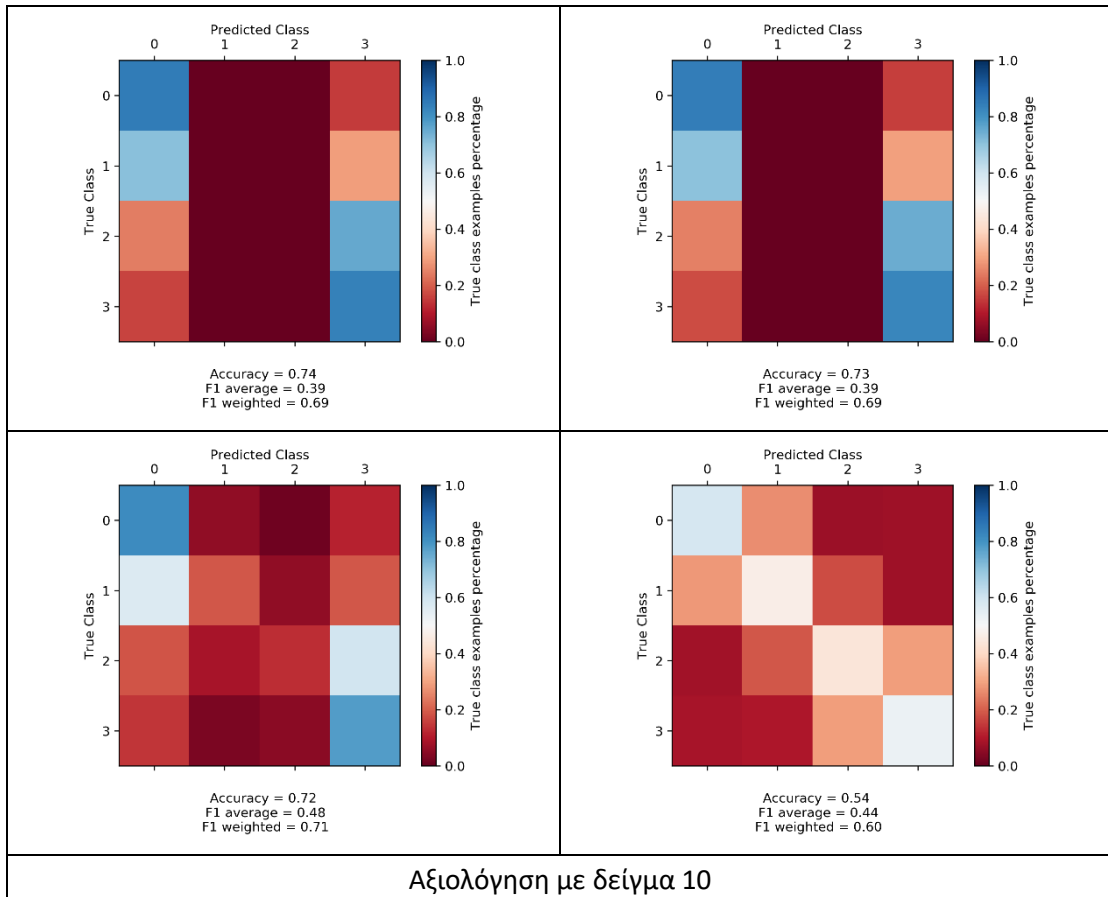 Predicted Class
0 1 2 3
True Class
0
1
2
3
1.0
0.8
0.6
0.4
0.2
0.0
True class examples percentage
Accuracy = 0.74
F1 average = 0.39
F1 weighted = 0.69
Predicted Class
0 1 2 3
True Class
0
1
2
3
1.0
0.8
0.6
0.4
0.2
0.0
True class examples percentage
Accuracy = 0.73
F1 average = 0.39
F1 weighted = 0.69
Predicted Class
0 1 2 3
True Class
0
1
2
3
1.0
0.8
0.6
0.4
0.2
0.0
True class examples percentage
Accuracy = 0.72
F1 average = 0.48
F1 weighted = 0.71
Predicted Class
0 1 2 3
True Class
0
1
2
3
1.0
0.8
0.6
0.4
0.2
0.0
True class examples percentage
Accuracy = 0.54
F1 average = 0.44
F1 weighted = 0.60
Αξιολόγηση με δείγμα 10